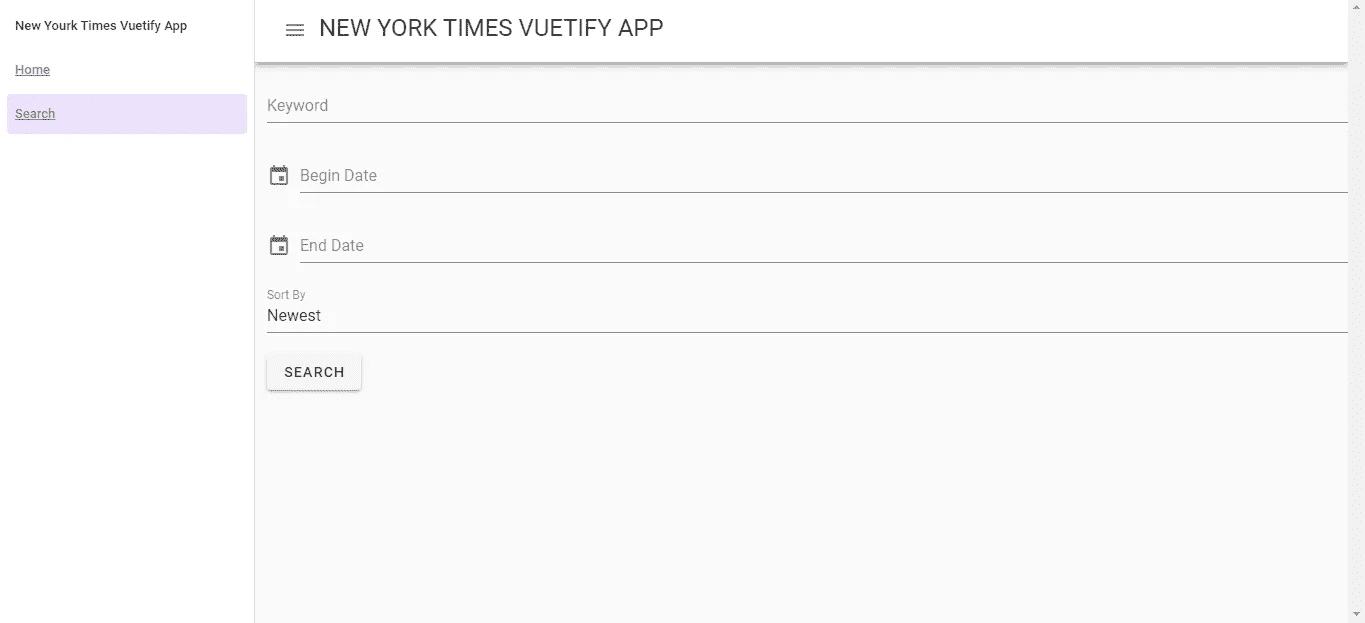 New Yourk Times Vuetify App
Home
Search
NEW YORK TIMES VUETIFY APP
Keyword
Begin Date
End Date
Sort By
Newest
SEARCH